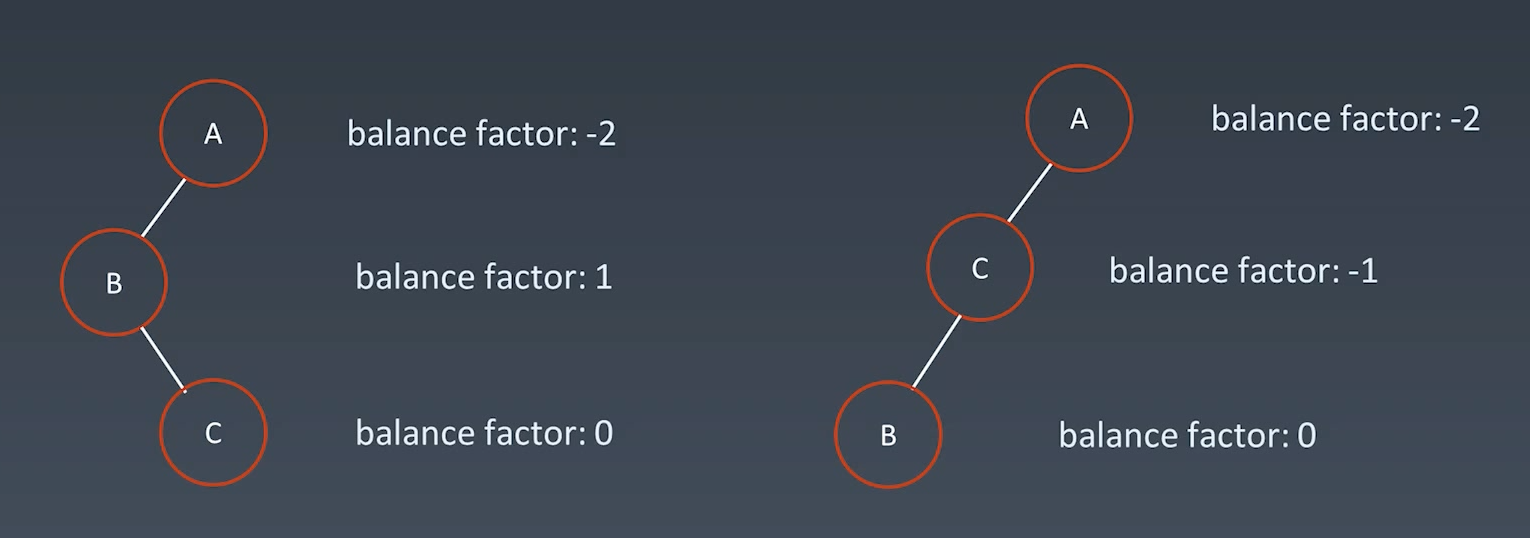 A
balance factor: -2
B
balance factor: 1
C
balance factor: 0
A
balance factor: -2
C
balance factor: -1
B
balance factor: 0